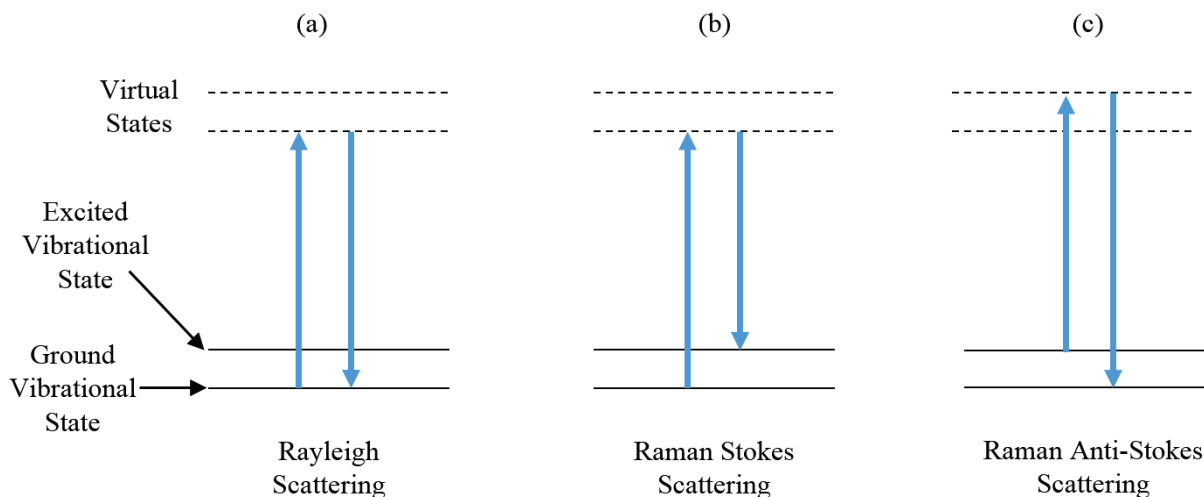 (a)
(b)
(c)
Virtual
States
Excited
Vibrational
State
Ground
Vibrational
State
Rayleigh
Scattering
Raman Stokes
Scattering
Raman Anti-Stokes
Scattering